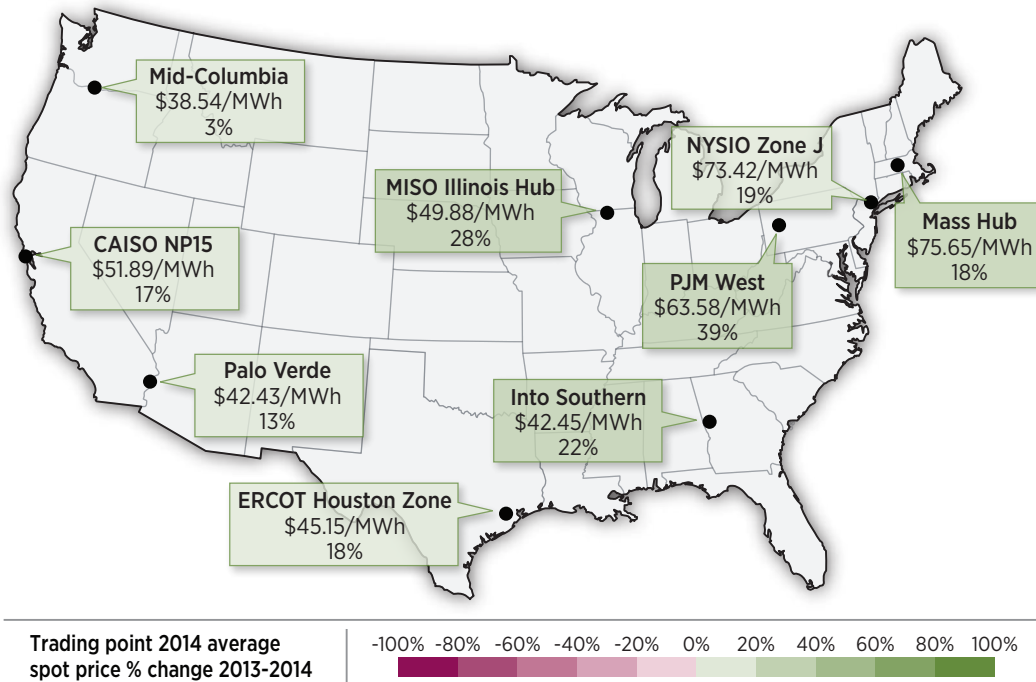 Mid-Columbia
$38.54/MWh
3%
NYSIO Zone J
$73.42/MWh
19%
MISO Illinois Hub
$49.88/MWh
28%
Mass Hub
$75.65/MWh
18%
CAISO NP15
$51.89/MWh
17%
PJM West
$63.58/MWh
39%
Palo Verde
$42.43/MWh
13%
Into Southern
$42.45/MWh
22%
ERCOT Houston Zone
$45.15/MWh
18%
Trading point 2014 average
spot price % change 2013-2014
-100% -80% -60% -40% -20% 0% 20% 40% 60% 80% 100%